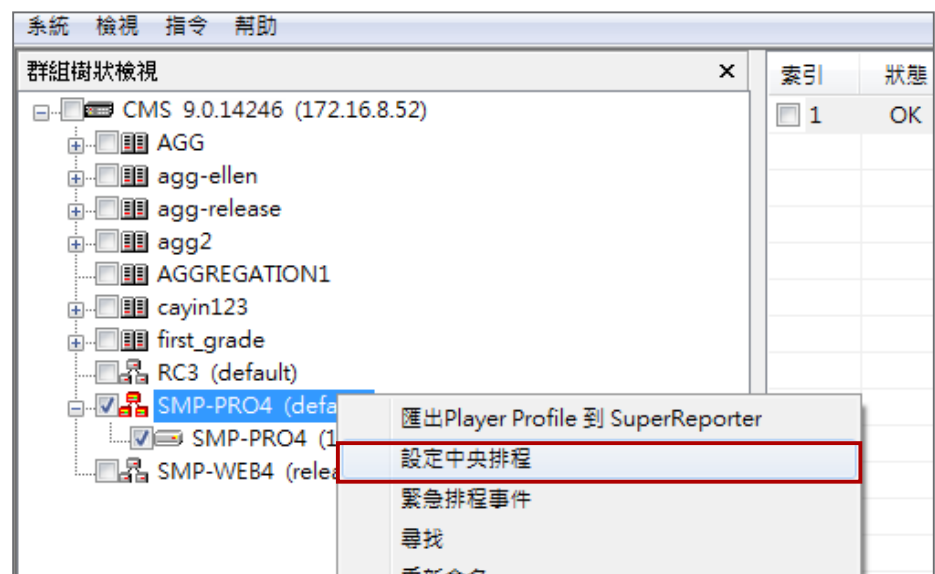 系統 檢視 指令 幫助
群組樹狀檢視
索引 狀態
CMS 9.0.14246 (172.16.8.52)
1 OK
AGG
agg-ellen
agg-release
agg2
AGGREGATION1
cayin123
first_grade
RC3 (default)
SMP-PRO4 (defa
SMP-PRO4 (1
SMP-WEB4 (relea
匯出Player Profile 到 SuperReporter
設定中央排程
緊急排程事件
尋找